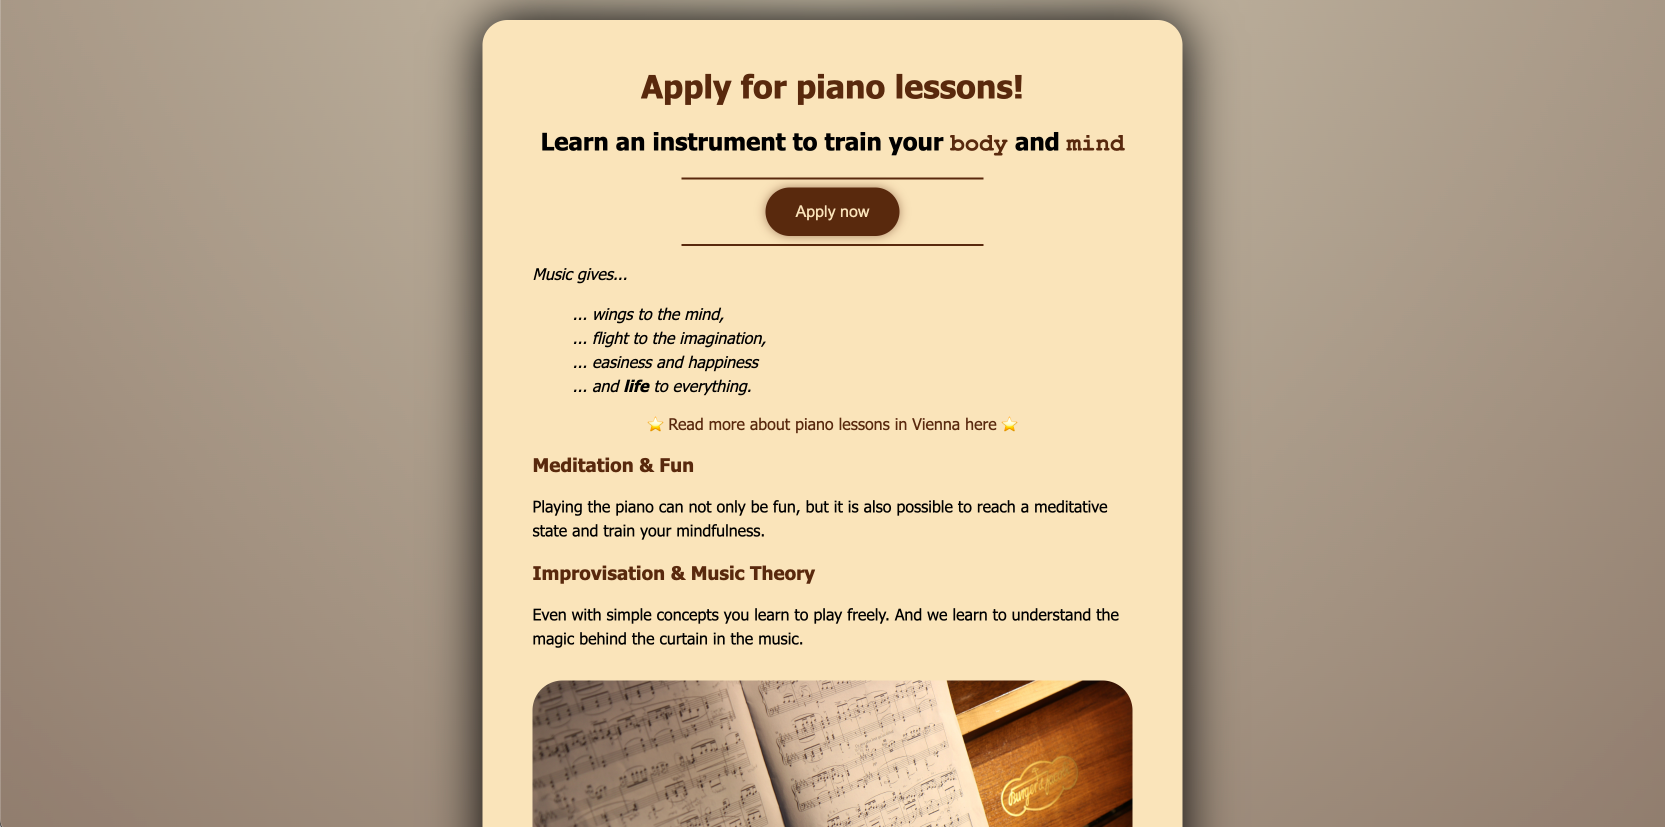 Apply for piano lessons!
Learn an instrument to train your body and mind
Apply now
Music gives...
... wings to the mind,
... flight to the imagination,
... easiness and happiness
... and life to everything.
⭐ Read more about piano lessons in Vienna here ⭐
Meditation & Fun
Playing the piano can not only be fun, but it is also possible to reach a meditative
state and train your mindfulness.
Improvisation & Music Theory
Even with simple concepts you learn to play freely. And we learn to understand the
magic behind the curtain in the music.